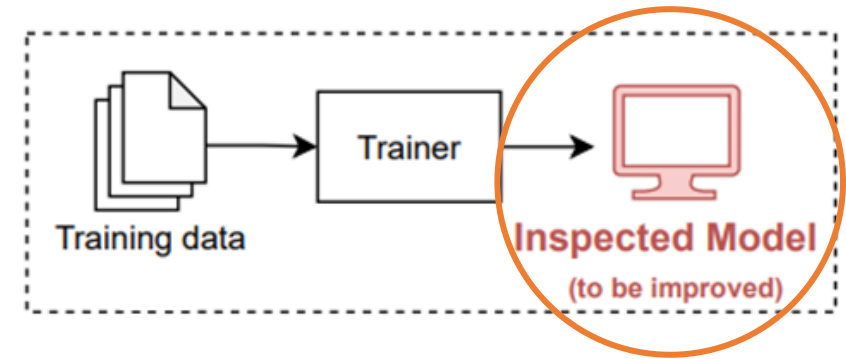 Training data
Trainer
Inspected Model
(to be improved)